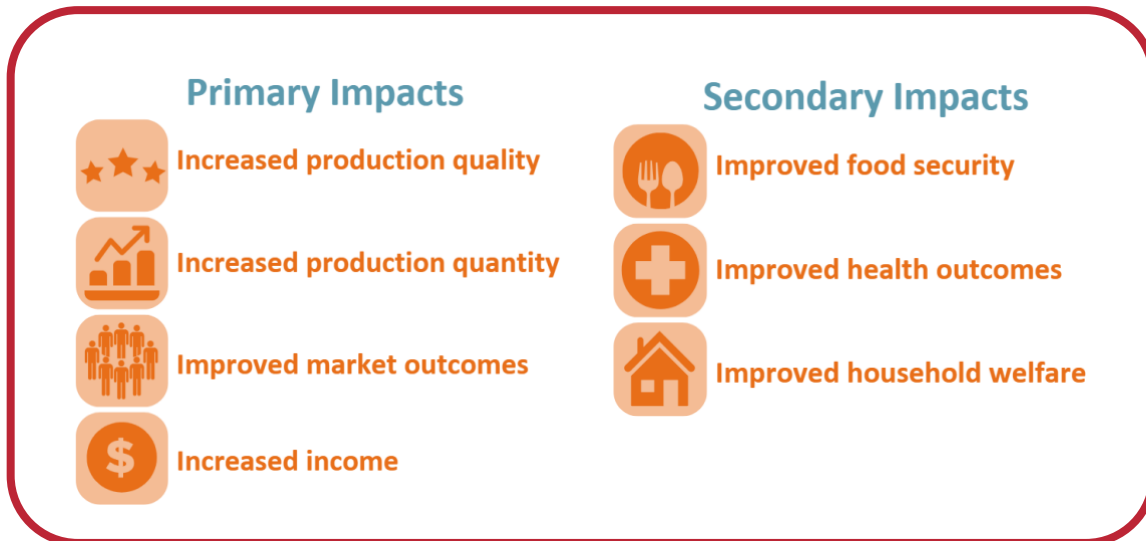 Primary Impacts
Increased production quality
Increased production quantity
Improved market outcomes
$
Increased income
Secondary Impacts
Improved food security
Improved health outcomes
Improved household welfare